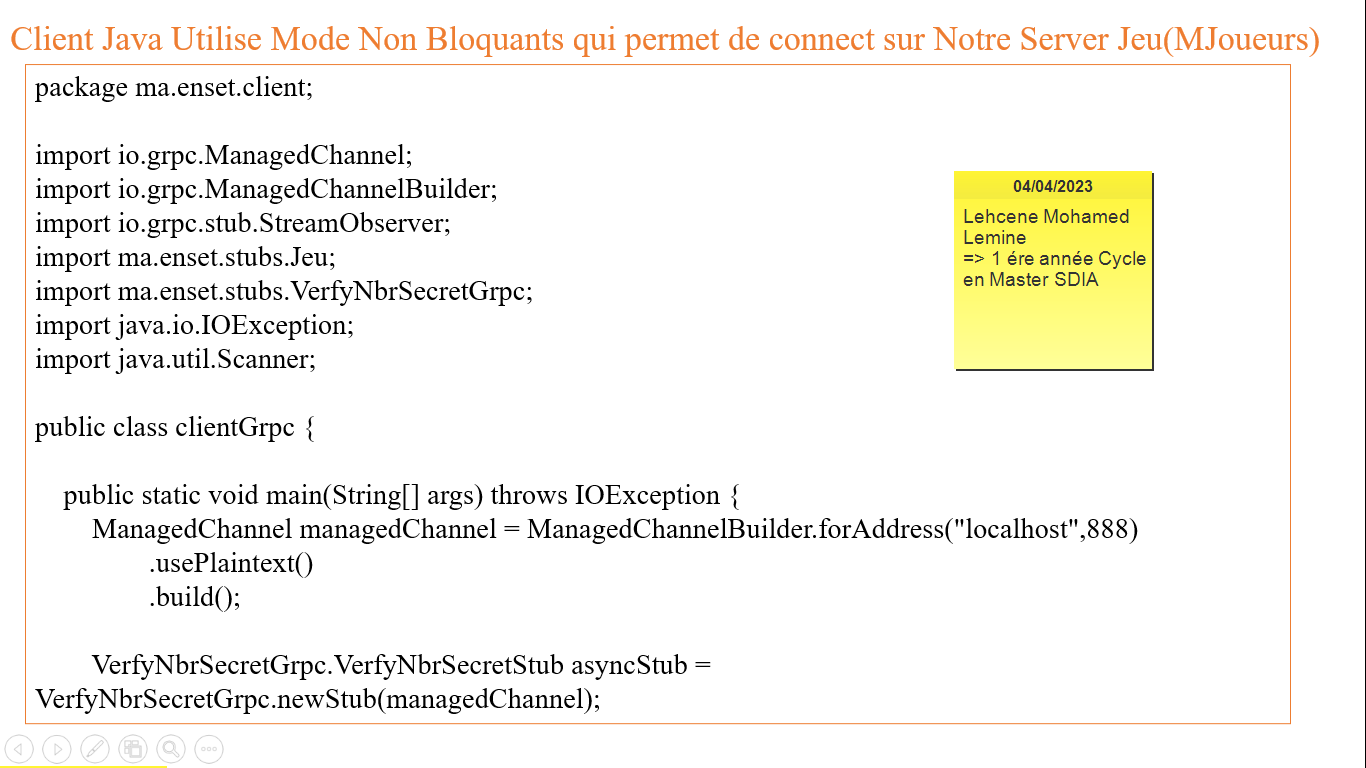 Client Java Utilise Mode Non Bloquants qui permet de connect sur Notre Server Jeu(MJoueurs)
package ma.enset.client;
import io.grpc.ManagedChannel;
import io.grpc.ManagedChannelBuilder;
import io.grpc.stub.StreamObserver;
import ma.enset.stubs.Jeu;
import ma.enset.stubs.VerfyNbrSecretGrpc;
import java.io.IOException;
import java.util.Scanner;
public class clientGrpc {
public static void main(String[] args) throws IOException {
ManagedChannel managedChannel = ManagedChannelBuilder.forAddress("localhost",888)
.usePlaintext()
.build();
VerfyNbrSecretGrpc.VerfyNbrSecretStub asyncStub =
VerfyNbrSecretGrpc.newStub(managedChannel);
04/04/2023
Lehcene Mohamed
Lemine
=> 1 ére année Cycle
en Master SDIA